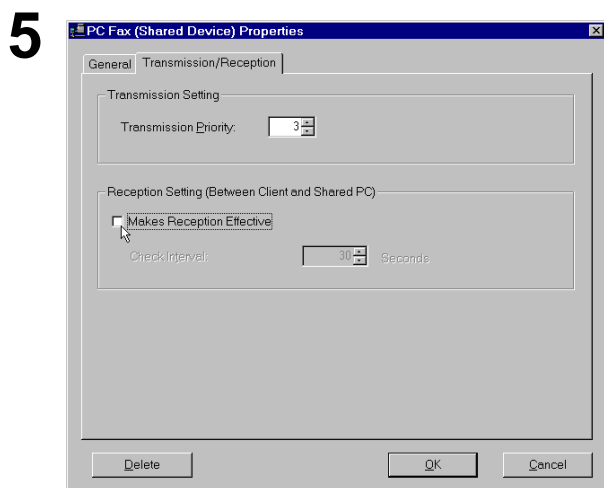 5
PC Fax (Shared Device) Properties
General Transmission/Reception
Transmission Setting
Transmission Priority: 3
Reception Setting (Between Client and Shared PC)
Makes Reception Effective
Check Interval: 30 Seconds
Delete OK Cancel